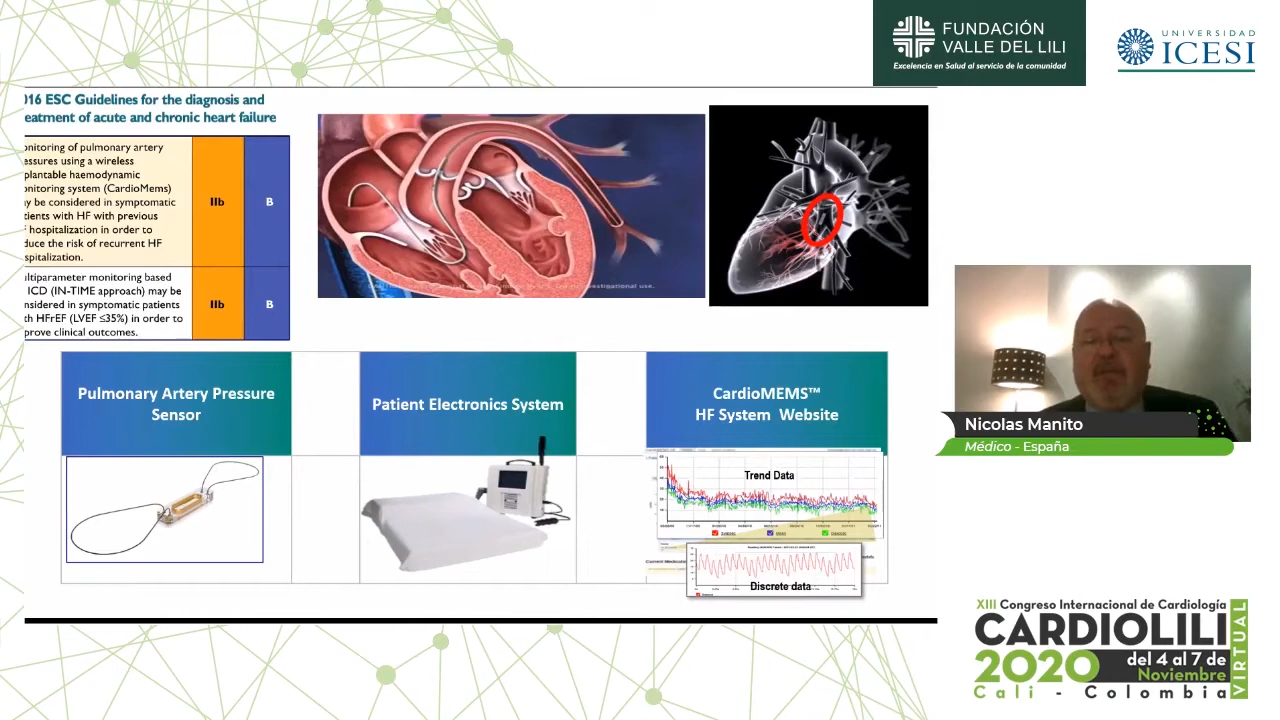 FUNDACIÓN
VALLE DEL LILI
Excelencia en Salud al servicio de la comunidad
UNIVERSIDAD
ICESI
016 ESC Guidelines for the diagnosis and
eatment of acute and chronic heart failure
onitoring of pulmonary artery
essures using a wireless
plantable haemodynamic
onitoring system (CardioMems)
y be considered in symptomatic
tients with HF with previous
hospitalization in order to
duce the risk of recurrent HF
spitalization.
IIb
B
ltiparameter monitoring based
ICD (IN-TIME approach) may be
nsidered in symptomatic patients
th HFrEF (LVEF ≤35%) in order to
prove clinical outcomes.
IIb
B
investigational use.
Pulmonary Artery Pressure
Sensor
Patient Electronics System
CardioMEMS™
HF System Website
Trend Data
Discrete data
Nicolas Manito
Médico - España
XIII Congreso Internacional de Cardiología
CARDIOLILI
2020
del 4 al 7 de
Noviembre
Cali - Colombia
VIRTUAL